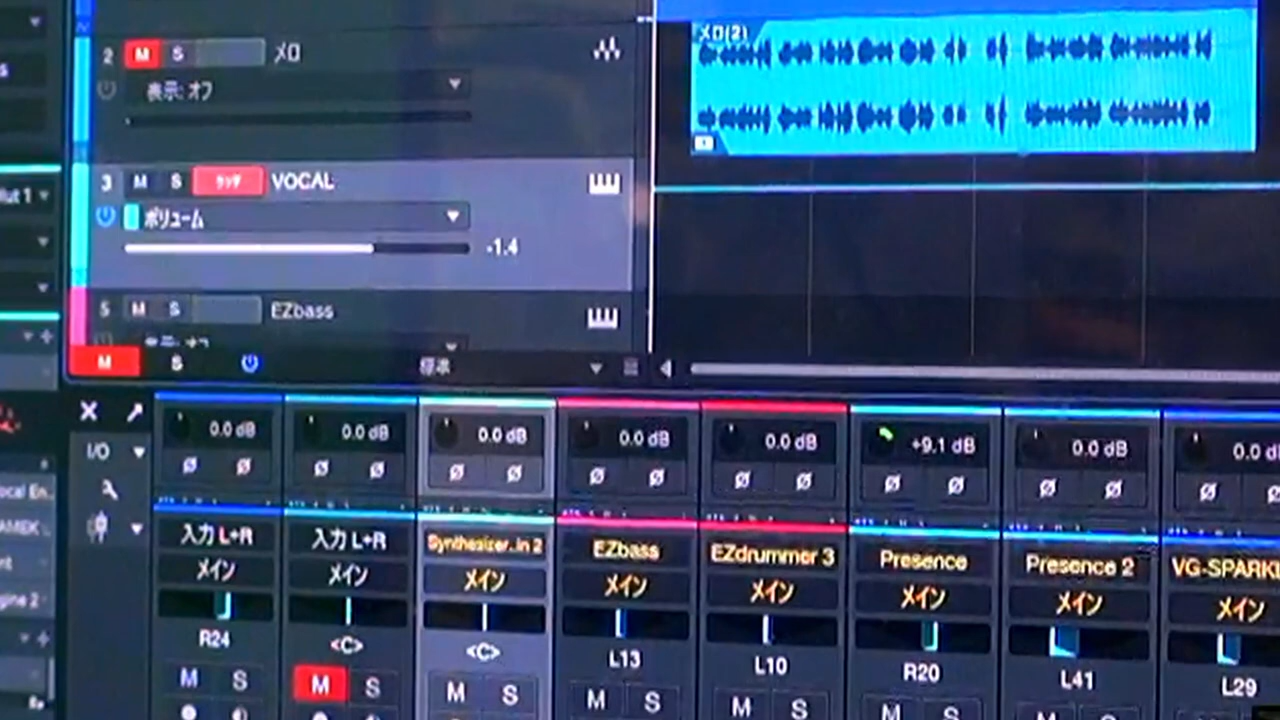 メロ(2)
2 M S メロ
表示: オフ
3 M S ラッチ VOCAL
ボリューム
-1.4
5 M S EZbass
M S 標準
I/O
0.0 dB 0.0 dB 0.0 dB 0.0 dB 0.0 dB +9.1 dB 0.0 dB 0.0 d
Ø Ø Ø Ø Ø Ø Ø Ø Ø Ø Ø Ø Ø Ø Ø
入力 L+R 入力 L+R Synthesizer..in 2 EZbass EZdrummer 3 Presence Presence 2 VG-SPARK
メイン メイン メイン メイン メイン メイン メイン メイン
R24 <C> <C> L13 L10 R20 L41 L29
M S M S M S M S M S M S M S